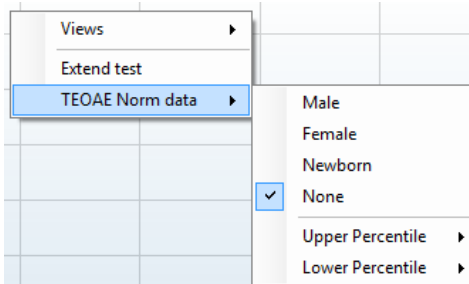 Views
Extend test
TEOAE Norm data
Male
Female
Newborn
None
Upper Percentile
Lower Percentile